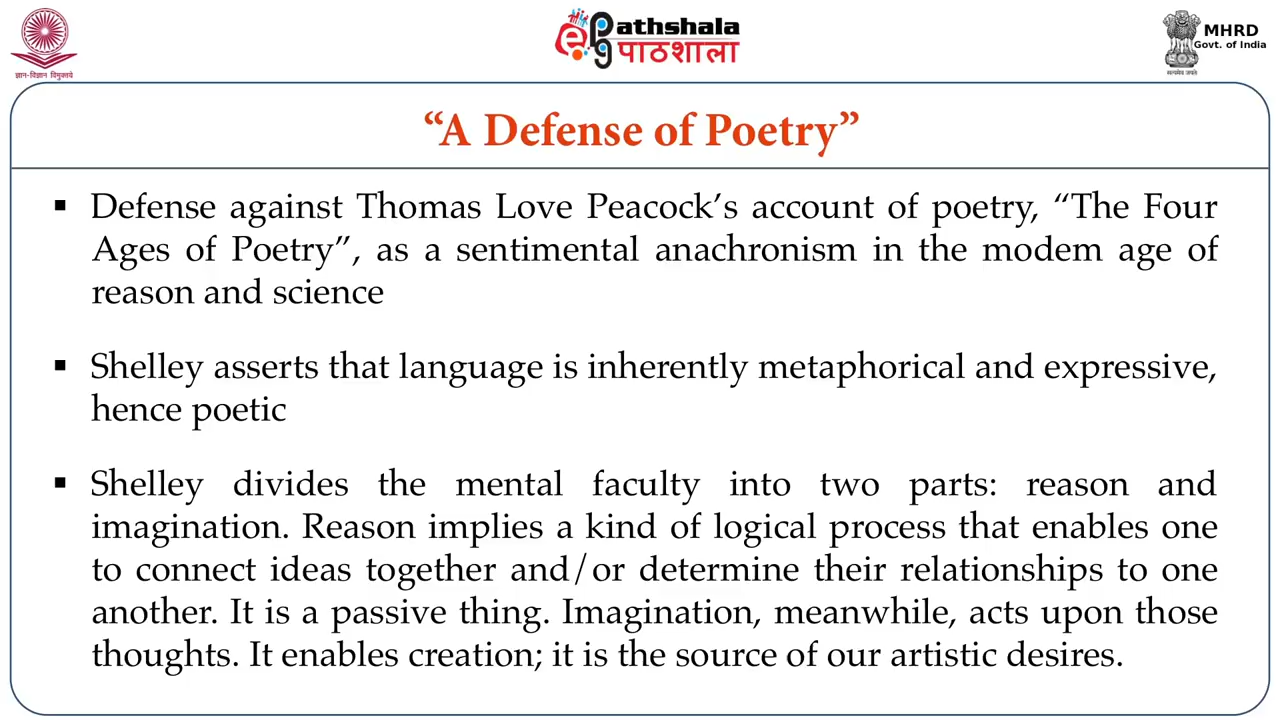 ज्ञान-विज्ञान विमुक्तये
ePG Pathshala
पाठशाला
MHRD
Govt. of India
सत्यमेव जयते
“A Defense of Poetry”
▪ Defense against Thomas Love Peacock’s account of poetry, “The Four
Ages of Poetry”, as a sentimental anachronism in the modem age of
reason and science
▪ Shelley asserts that language is inherently metaphorical and expressive,
hence poetic
▪ Shelley divides the mental faculty into two parts: reason and
imagination. Reason implies a kind of logical process that enables one
to connect ideas together and/or determine their relationships to one
another. It is a passive thing. Imagination, meanwhile, acts upon those
thoughts. It enables creation; it is the source of our artistic desires.